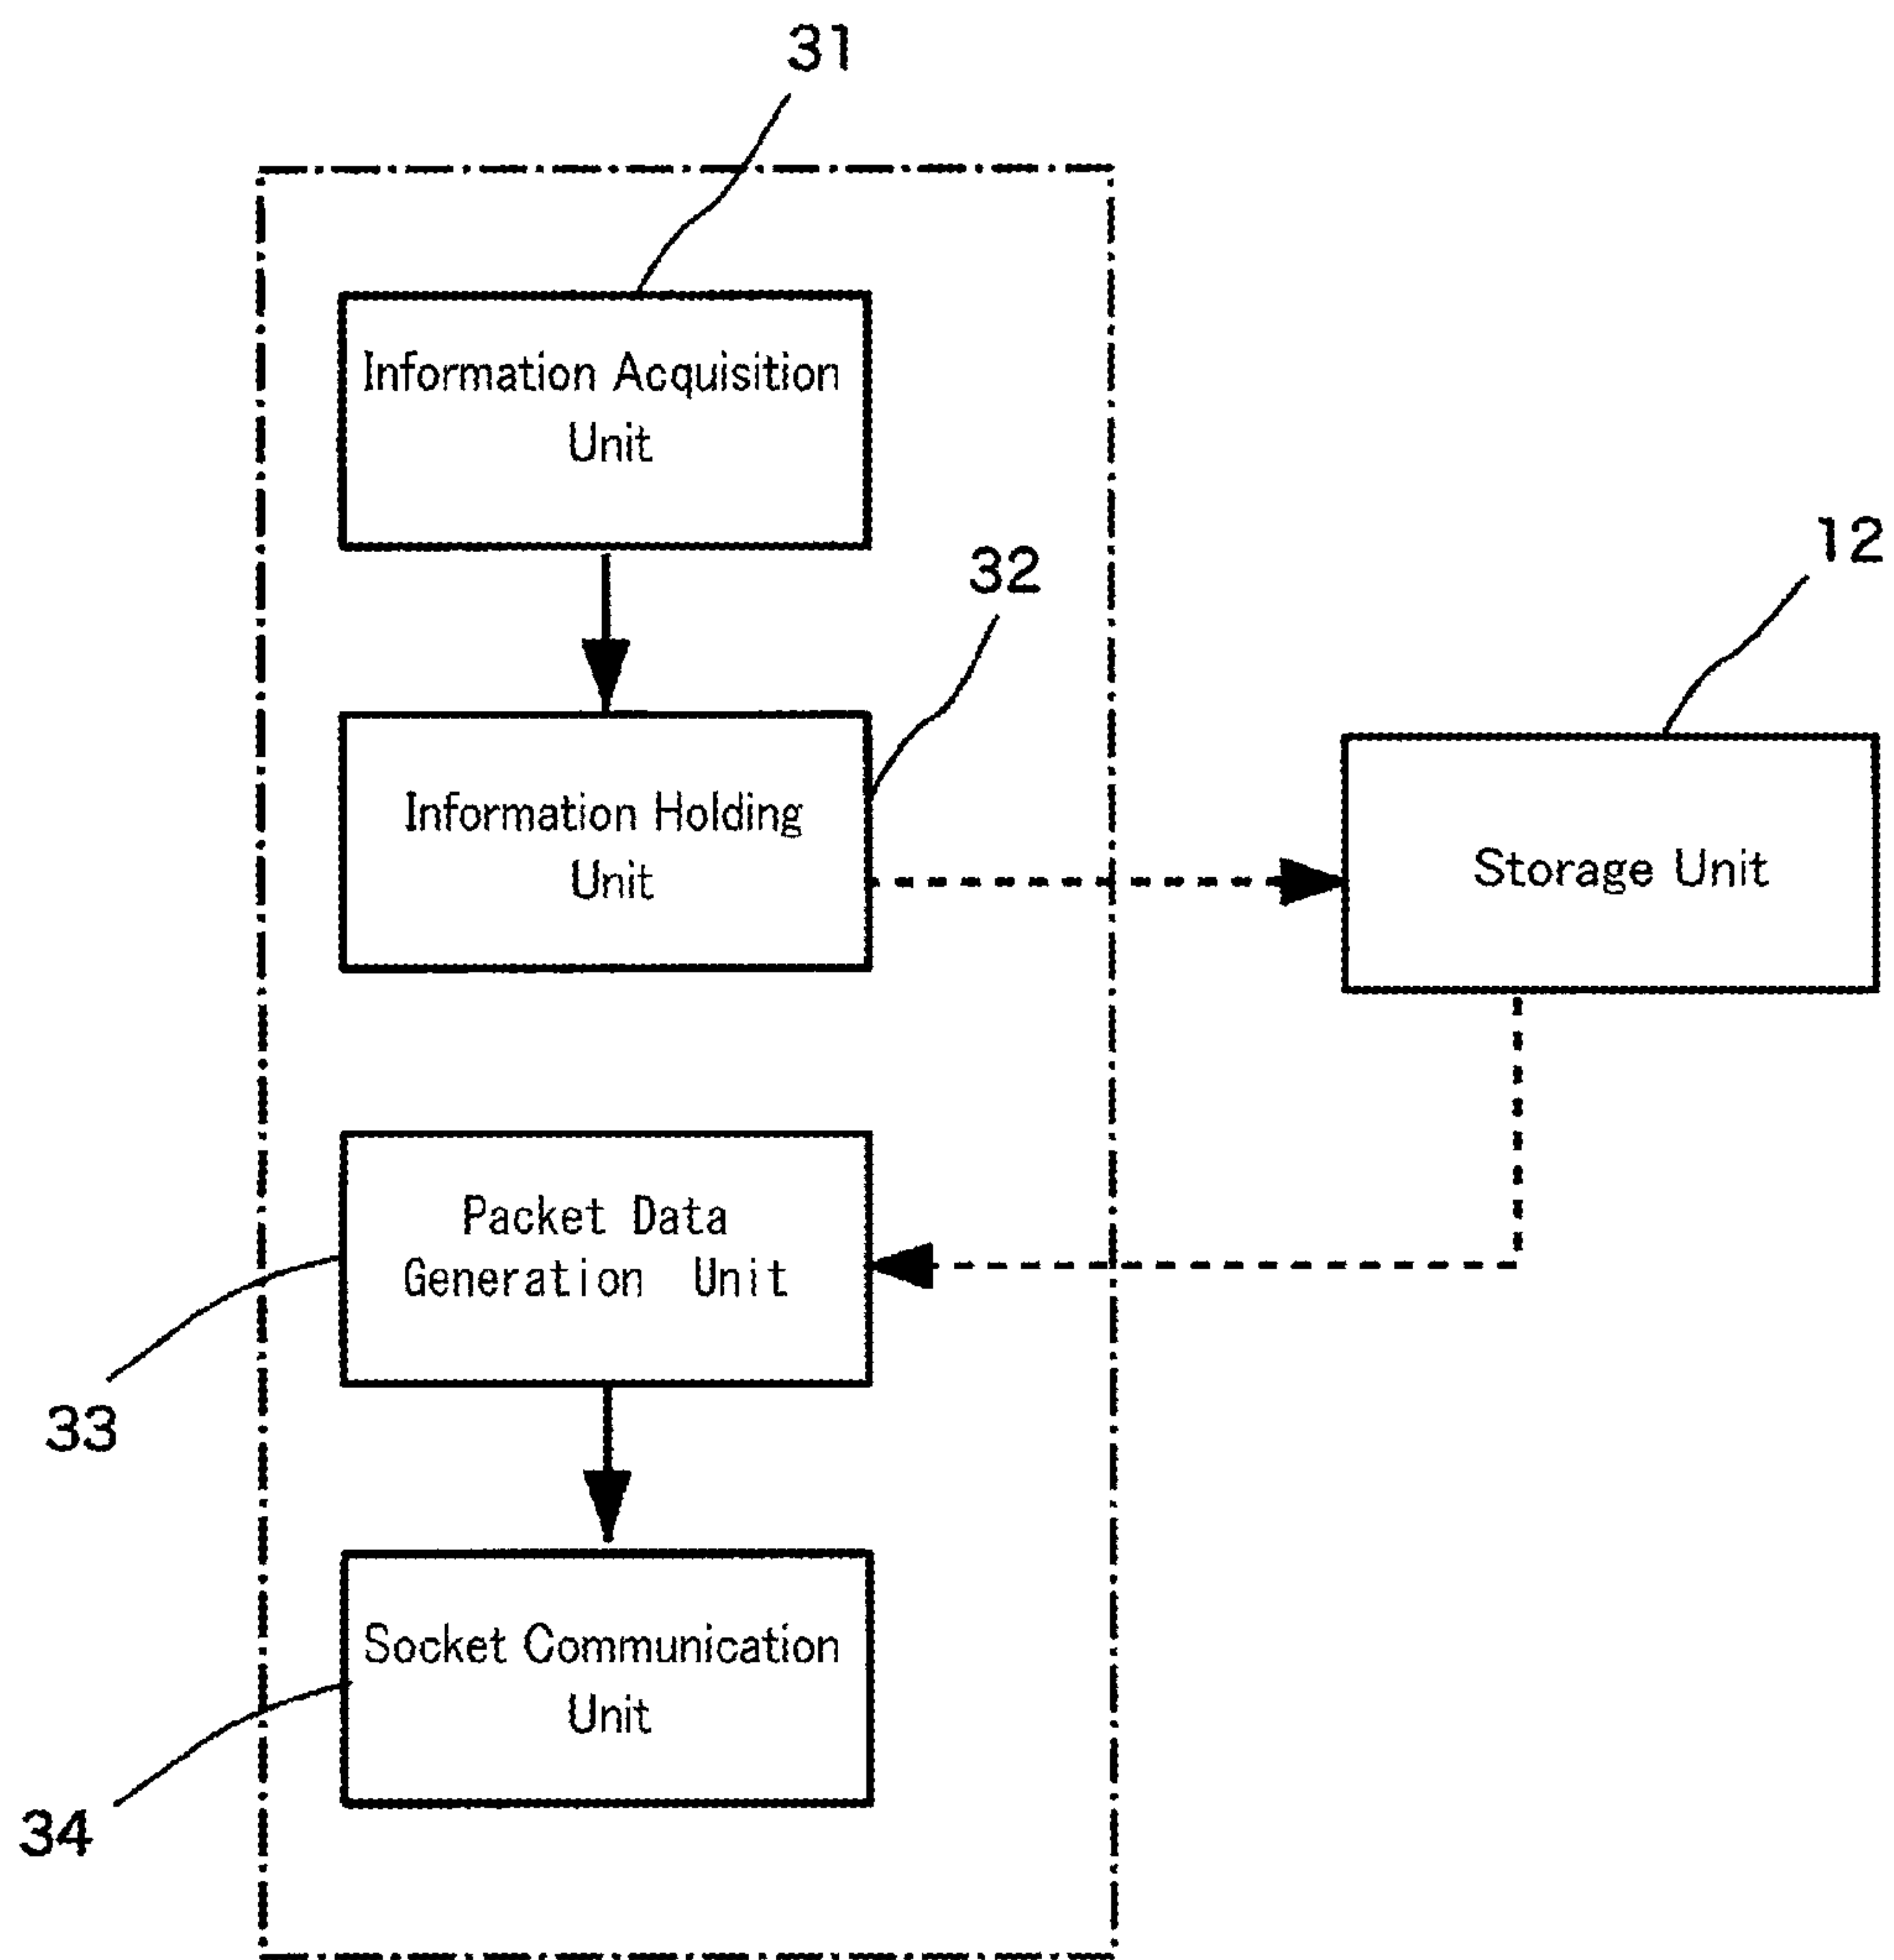 31
Information Acquisition
Unit
32
12
Information Holding
Unit
Storage Unit
Packet Data
Generation Unit
33
Socket Communication
Unit
34